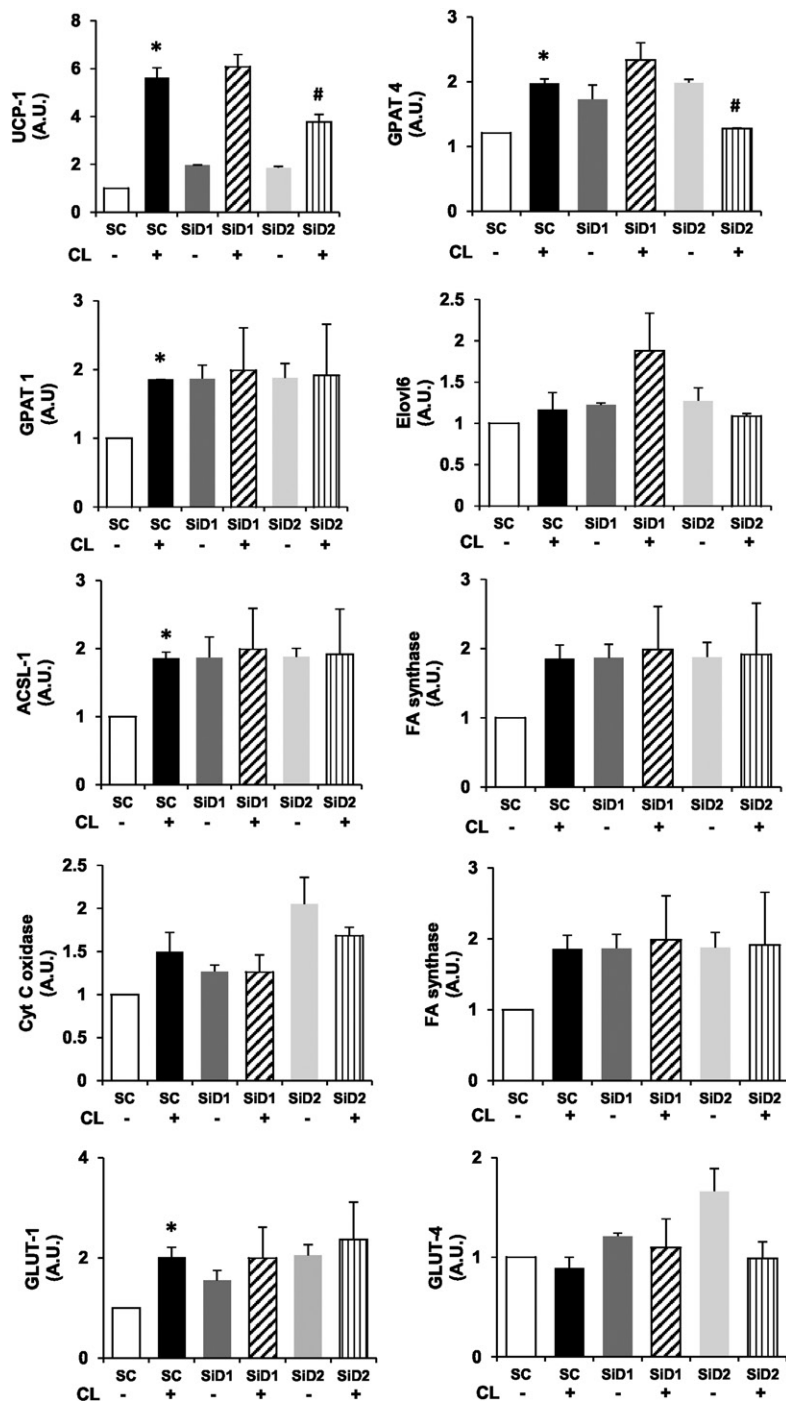 UCP-1
(A.U.)
8
6
4
2
0
*
#
SC SC SiD1 SiD1 SiD2 SiD2
CL - + - + - +
GPAT 4
(A.U.)
3
2
1
0
*
#
SC SC SiD1 SiD1 SiD2 SiD2
- + - + - +
GPAT 1
(A.U)
3
2
1
0
*
SC SC SiD1 SiD1 SiD2 SiD2
CL - + - + - +
Elovl6
(A.U.)
2.5
2
1.5
1
0.5
0
SC SC SiD1 SiD1 SiD2 SiD2
CL - + - + - +
ACSL-1
(A.U.)
3
2
1
0
*
SC SC SiD1 SiD1 SiD2 SiD2
CL - + - + - +
FA synthase
(A.U.)
3
2
1
0
SC SC SiD1 SiD1 SiD2 SiD2
CL - + - + - +
Cyt C oxidase
(A.U.)
2.5
2
1.5
1
0.5
0
SC SC SiD1 SiD1 SiD2 SiD2
CL - + - + - +
FA synthase
(A.U.)
3
2
1
0
SC SC SiD1 SiD1 SiD2 SiD2
CL - + - + - +
GLUT-1
(A.U.)
4
2
0
*
SC SC SiD1 SiD1 SiD2 SiD2
CL - + - + - +
GLUT-4
(A.U.)
2
1
0
SC SC SiD1 SiD1 SiD2 SiD2
CL - + - + - +